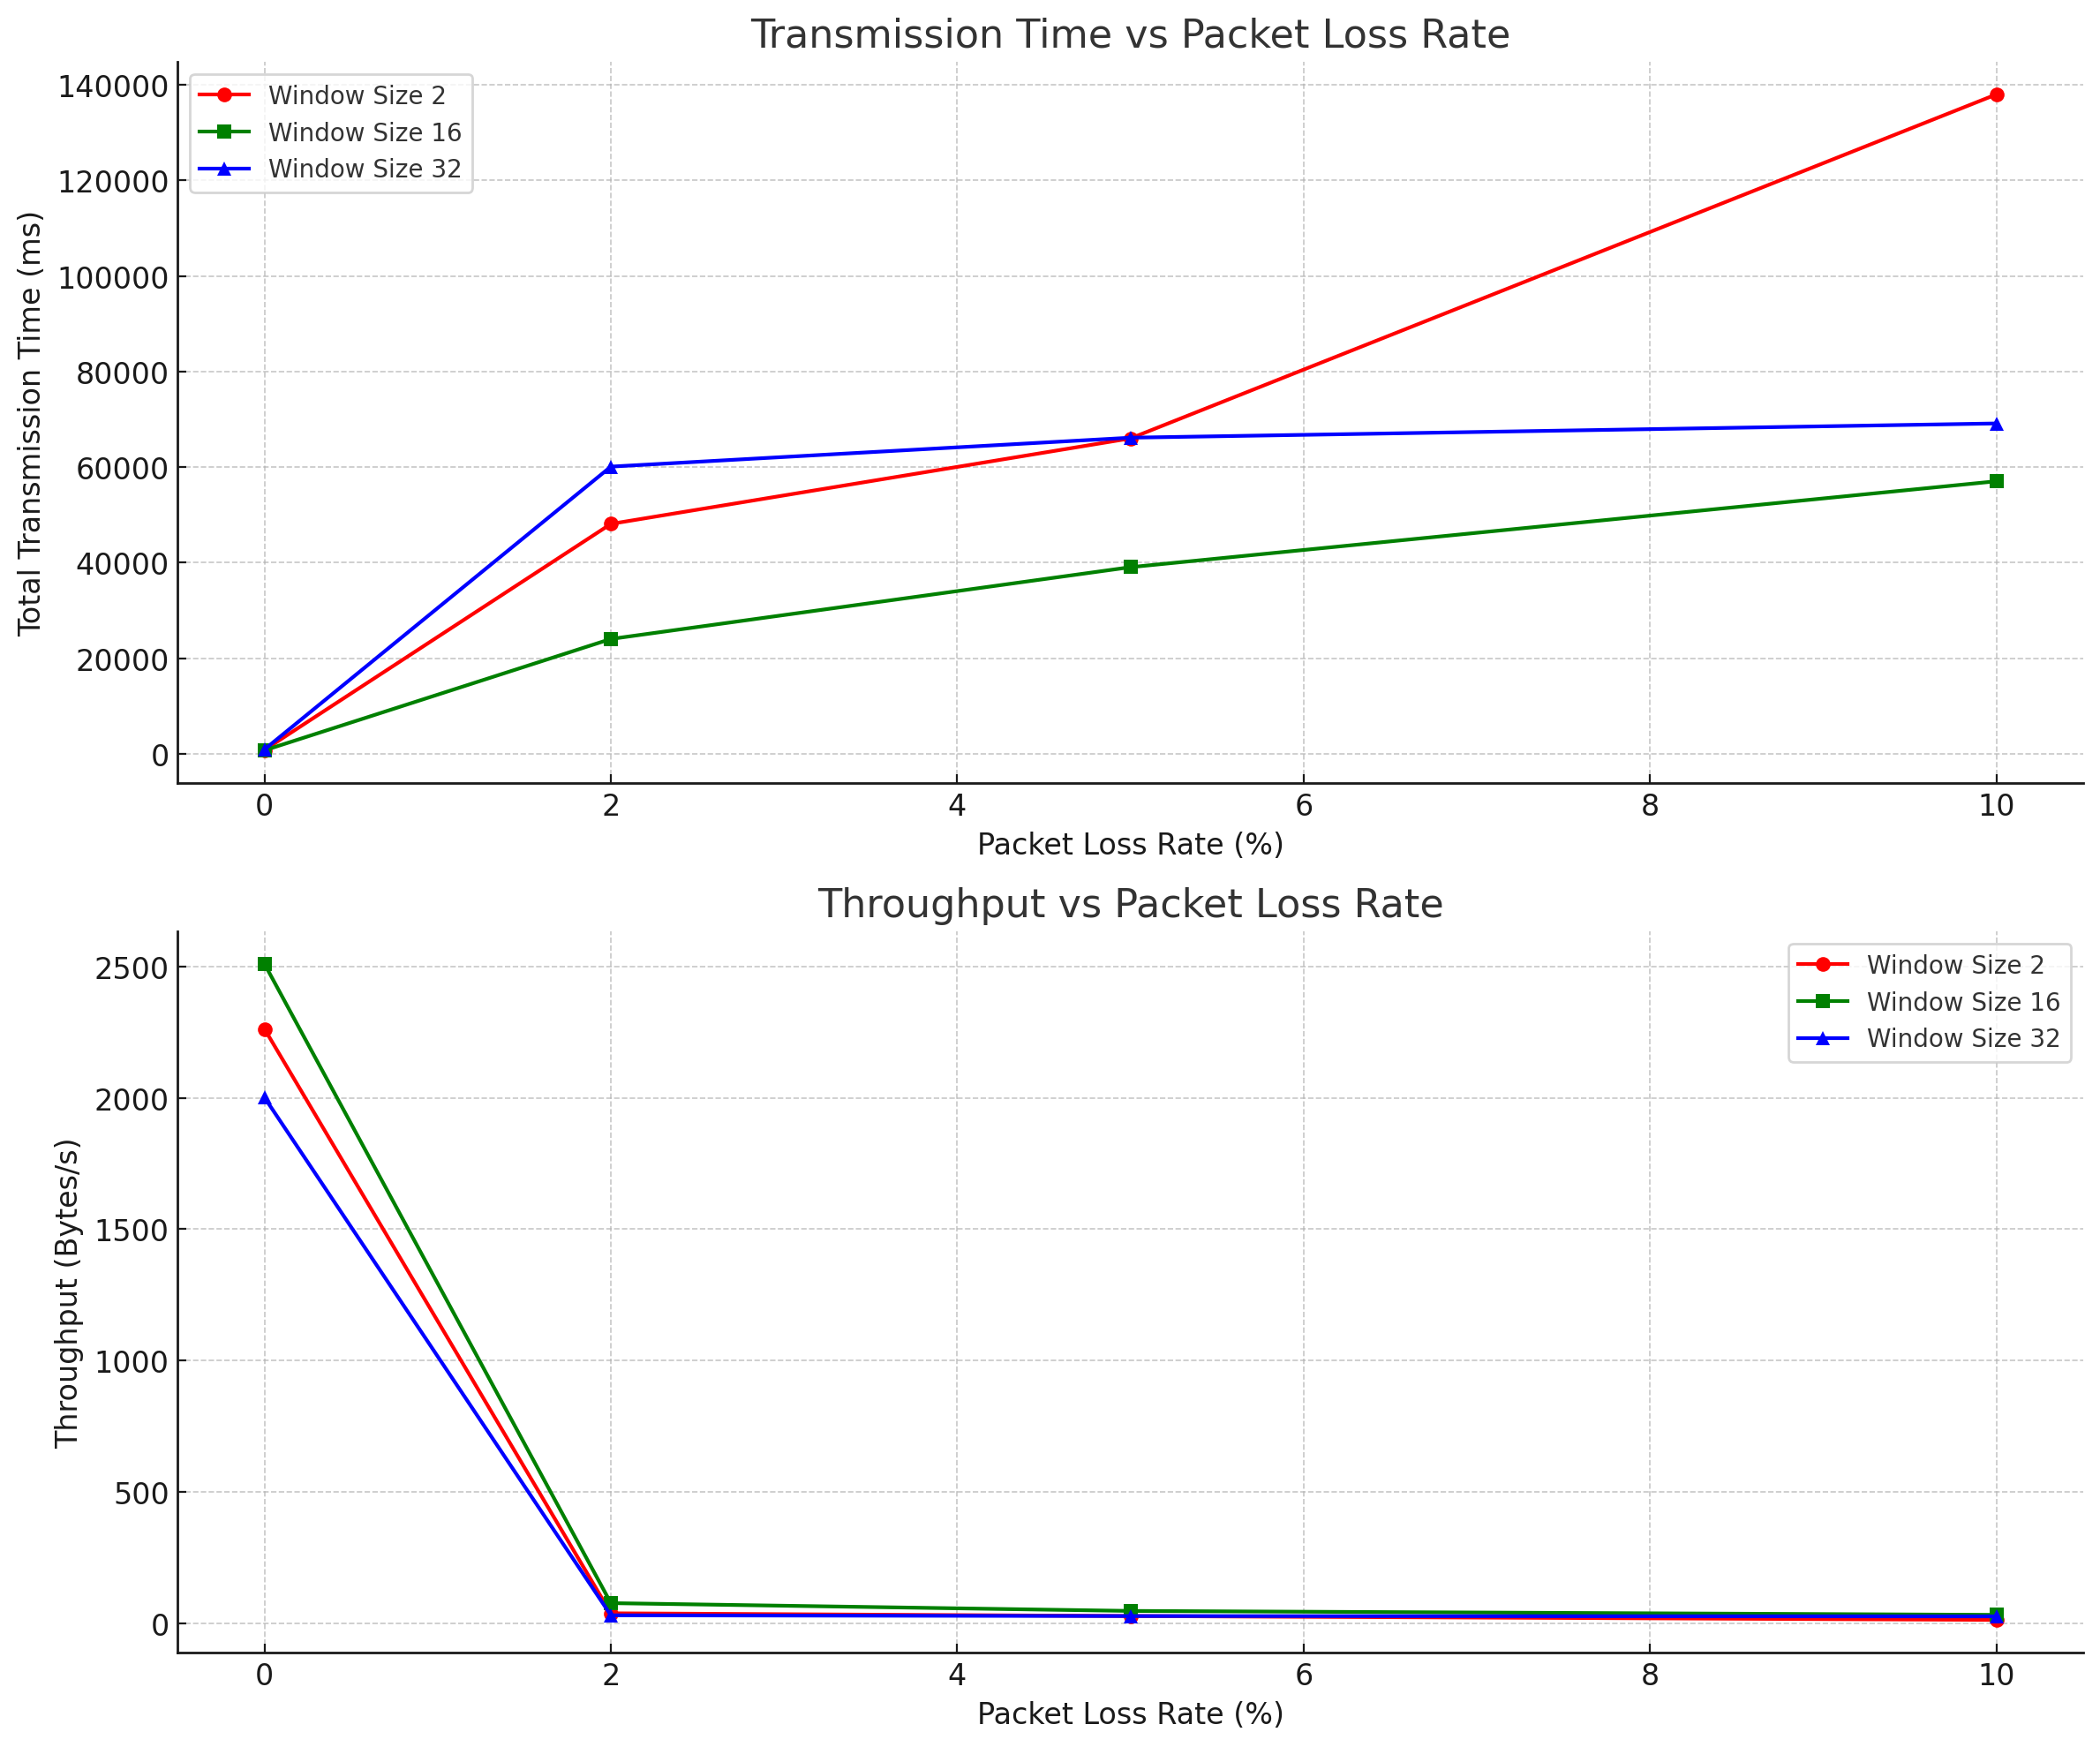 Transmission Time vs Packet Loss Rate
Window Size 2
Window Size 16
Window Size 32
Total Transmission Time (ms)
140000
120000
100000
80000
60000
40000
20000
0
0 2 4 6 8 10
Packet Loss Rate (%)
Throughput vs Packet Loss Rate
Window Size 2
Window Size 16
Window Size 32
Throughput (Bytes/s)
2500
2000
1500
1000
500
0
0 2 4 6 8 10
Packet Loss Rate (%)